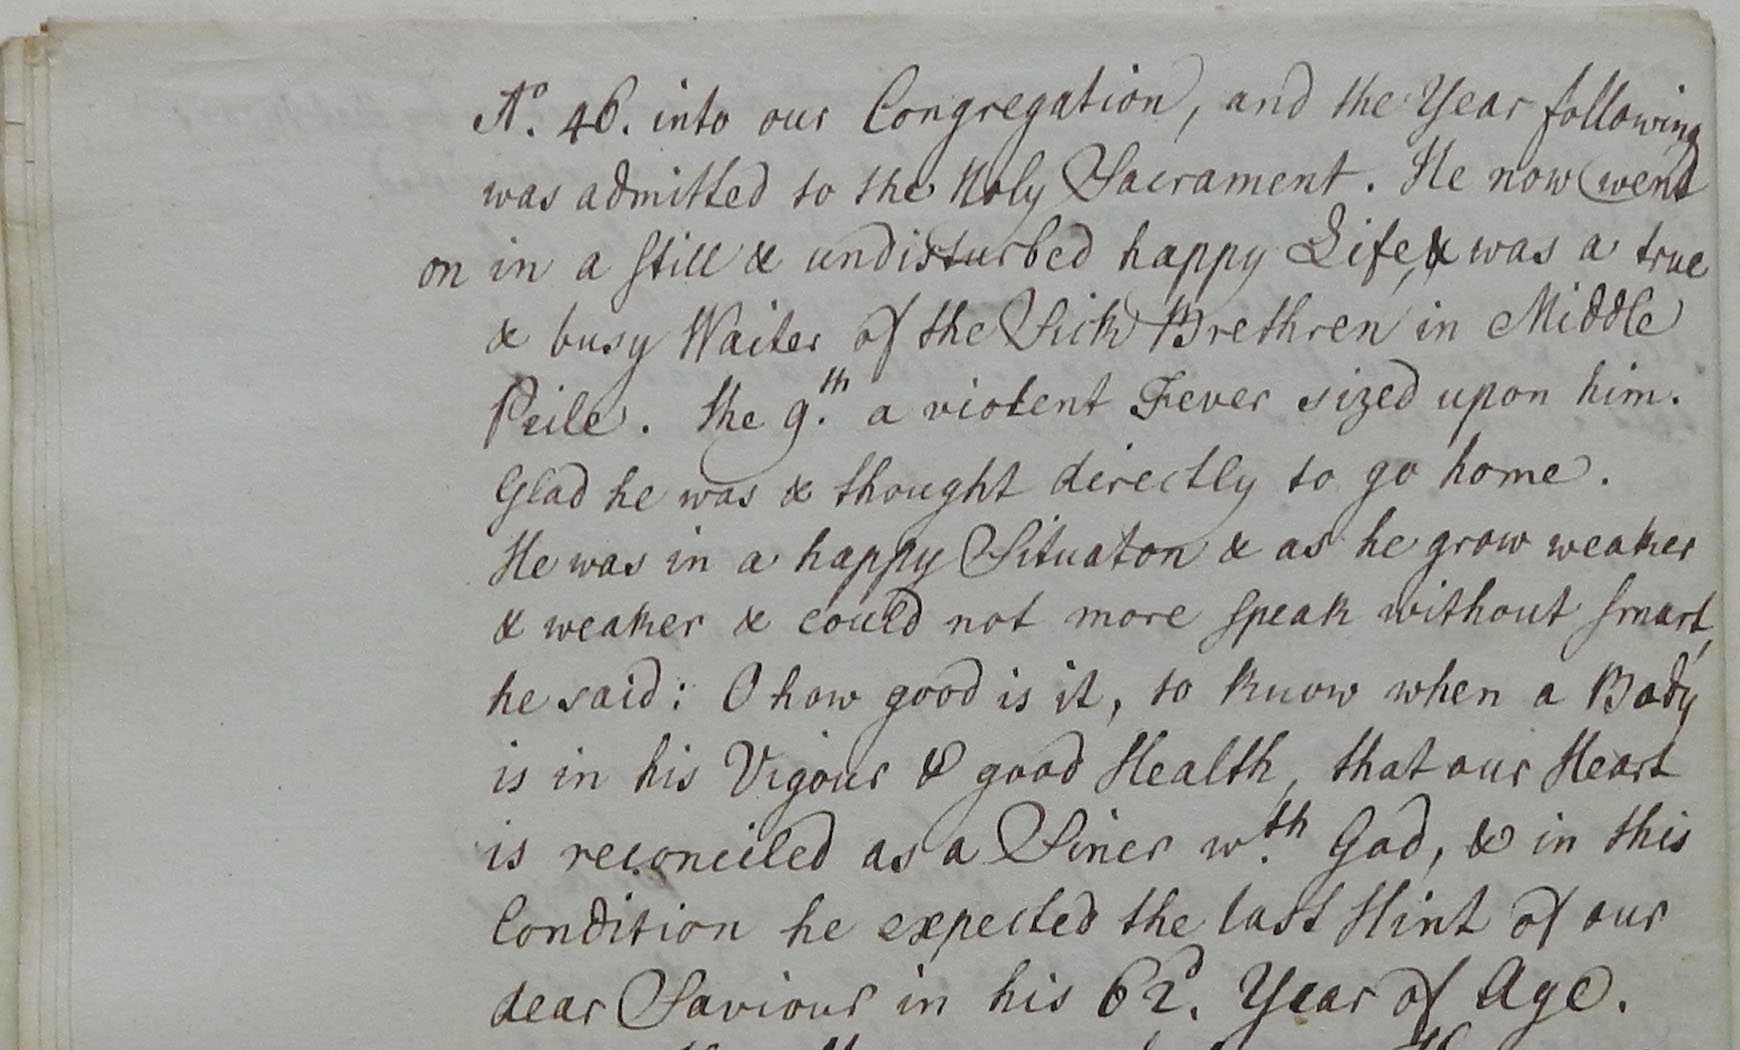 Ao. 46. into our Congregation, and the Year following
was admitted to the Holy Sacrament. He now went
on in a still & undisturbed happy Life, & was a true
& busy Waiter of the Sick Brethren in Middle
Peile. the 9.th a violent Fever sized upon him.
Glad he was & thought directly to go home.
He was in a happy Situaton & as he grow weaker
& weaker & could not more speak without smart,
he said: O how good is it, to know when a Body
is in his Vigour & good Health, that our Heart
is reconciled as a Siner w.th God, & in this
Condition he expected the last Hint of our
dear Saviour in his 62.d Year of Age.